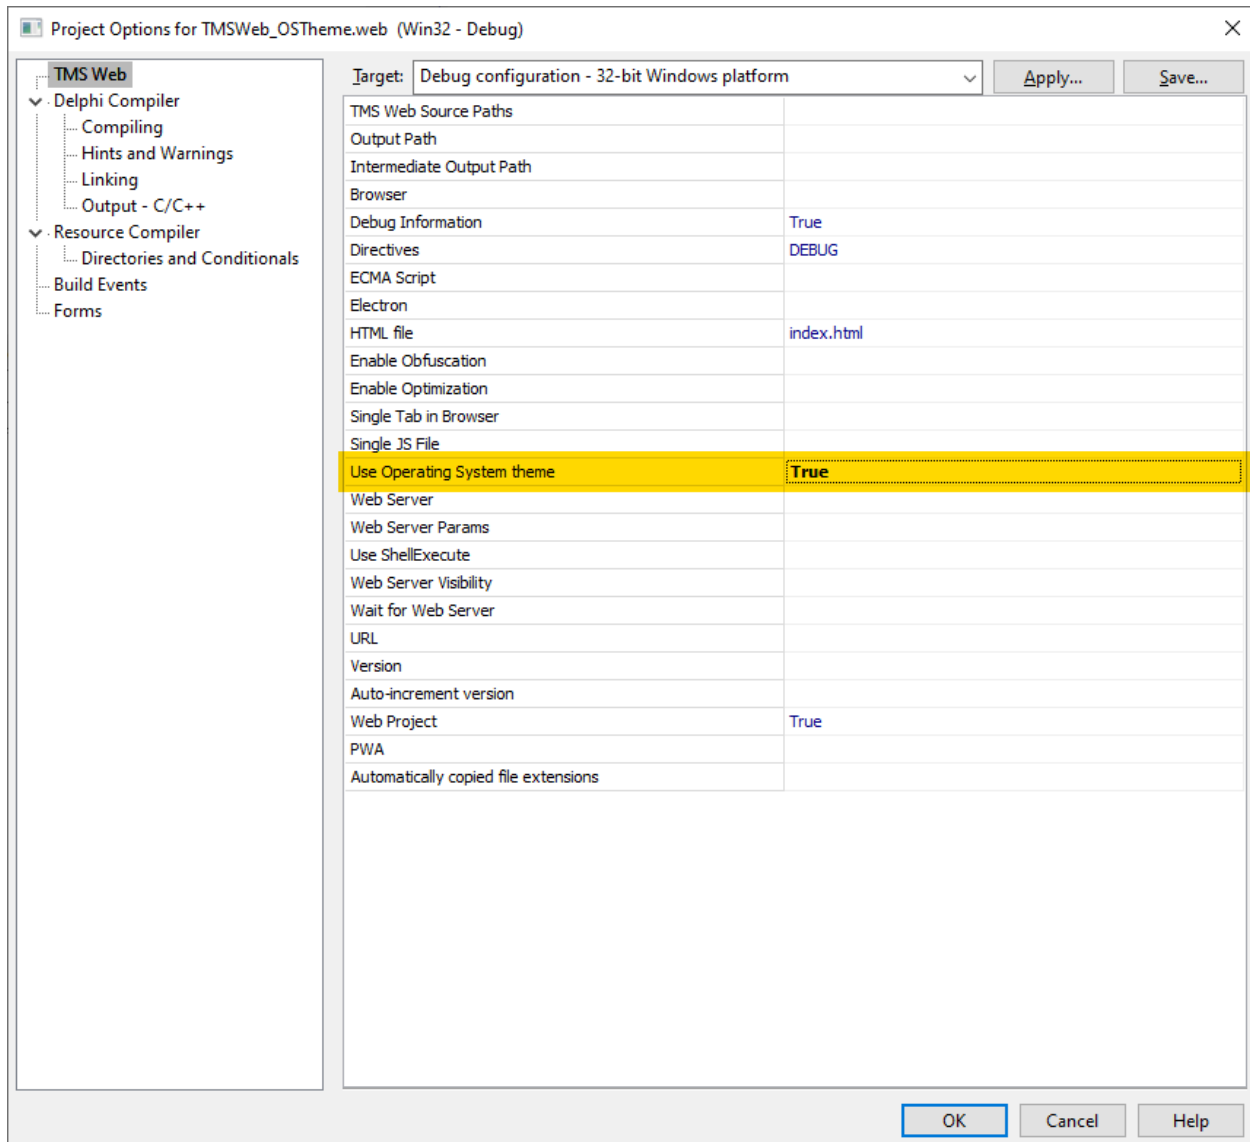 Project Options for TMSWeb_OSTheme.web (Win32 - Debug)
TMS Web
Delphi Compiler
Compiling
Hints and Warnings
Linking
Output - C/C++
Resource Compiler
Directories and Conditionals
Build Events
Forms
Target: Debug configuration - 32-bit Windows platform Apply... Save...
TMS Web Source Paths
Output Path
Intermediate Output Path
Browser
Debug Information True
Directives DEBUG
ECMA Script
Electron
HTML file index.html
Enable Obfuscation
Enable Optimization
Single Tab in Browser
Single JS File
Use Operating System theme True
Web Server
Web Server Params
Use ShellExecute
Web Server Visibility
Wait for Web Server
URL
Version
Auto-increment version
Web Project True
PWA
Automatically copied file extensions
OK Cancel Help